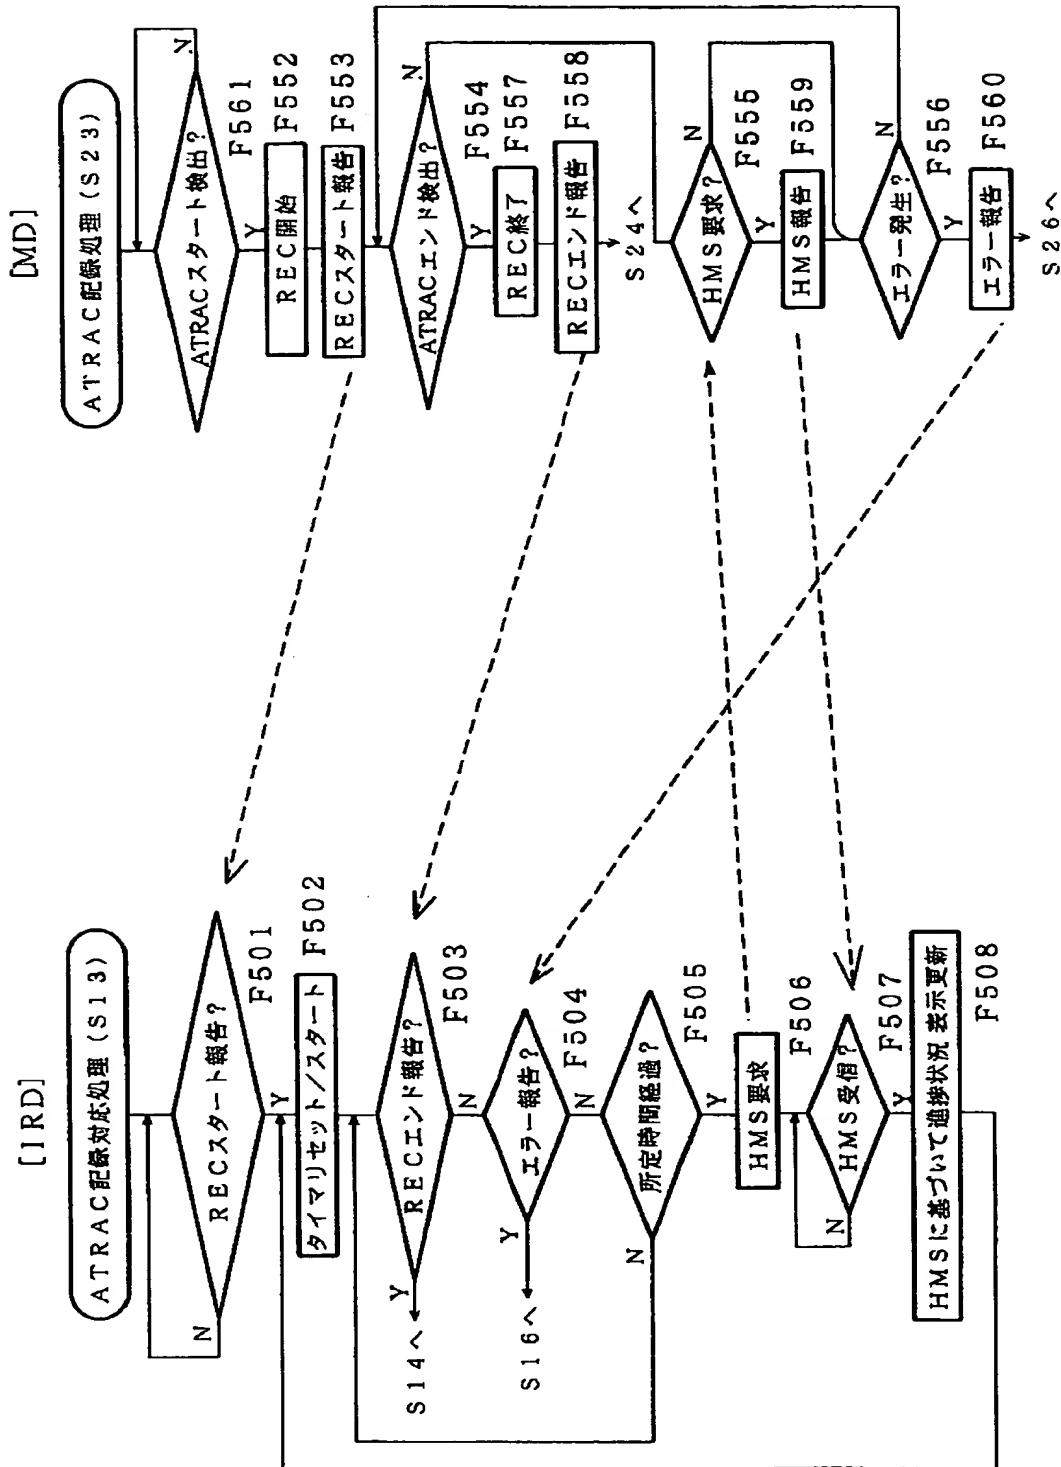 [IRD]
ATRAC記録対応処理(S13)
RECスタート報告?
F501
N
Y
タイマリセット/スタート
F502
RECエンド報告?
F503
Y
S14へ
N
エラー報告?
F504
Y
S16へ
N
所定時間経過?
F505
N
Y
HMS要求
F506
HMS受信?
F507
N
Y
HMSに基づいて進捗状況 表示更新
F508
[MD]
ATRAC記録処理(S23)
ATRACスタート検出?
F561
N
Y
REC開始
F552
RECスタート報告
F553
ATRACエンド検出?
F554
N
Y
REC終了
F557
RECエンド報告
F558
S24へ
HMS要求?
F555
N
Y
HMS報告
F559
エラー発生?
F556
N
Y
エラー報告
F560
S26へ